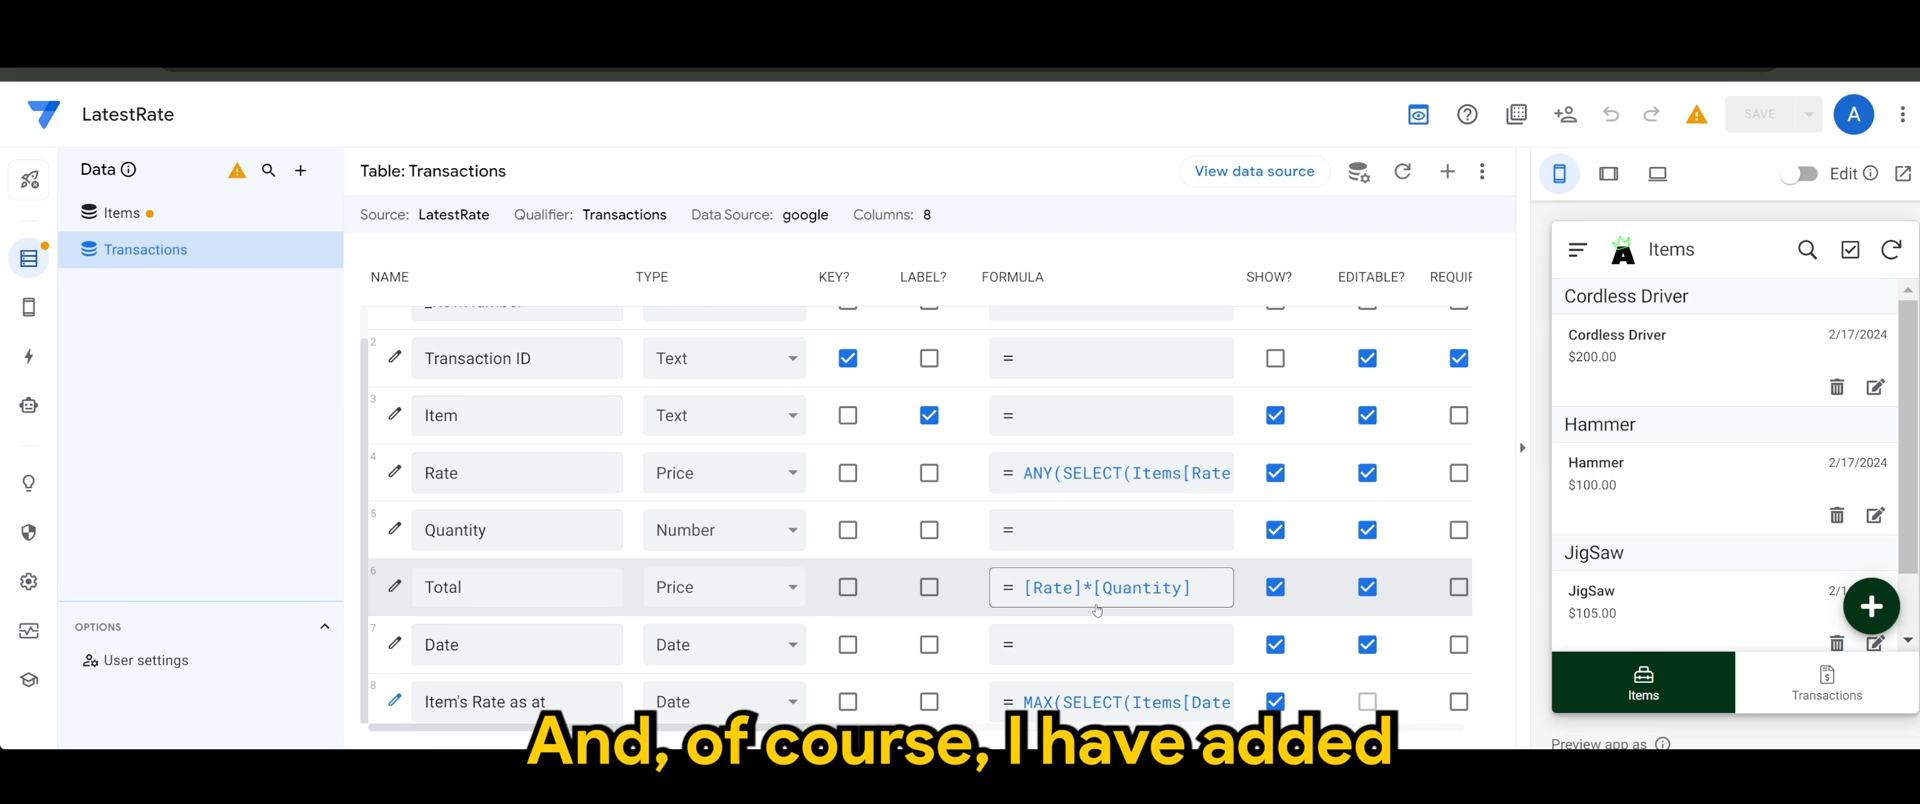 LatestRate
SAVE
A
Data
Items
Transactions
OPTIONS
User settings
Table: Transactions
View data source
Source: LatestRate Qualifier: Transactions Data Source: google Columns: 8
NAME TYPE KEY? LABEL? FORMULA SHOW? EDITABLE? REQUIR
2 Transaction ID Text =
3 Item Text =
4 Rate Price = ANY(SELECT(Items[Rate
5 Quantity Number =
6 Total Price = [Rate]*[Quantity]
7 Date Date =
8 Item's Rate as at Date = MAX(SELECT(Items[Date
And, of course, I have added
Edit
Items
Cordless Driver
Cordless Driver 2/17/2024
$200.00
Hammer
Hammer 2/17/2024
$100.00
JigSaw
JigSaw 2/1
$105.00
Items Transactions
Preview app as